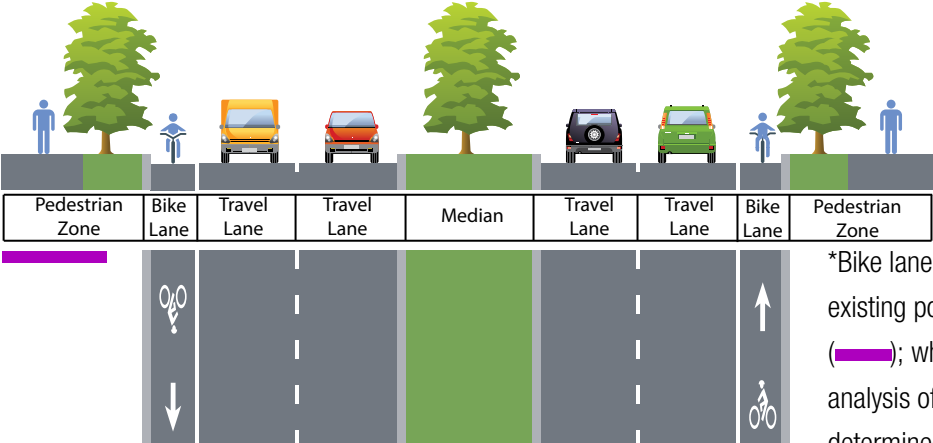 Pedestrian Zone
Bike Lane
Travel Lane
Travel Lane
Median
Travel Lane
Travel Lane
Bike Lane
Pedestrian Zone
*Bike lane
existing po
( ); wh
analysis of
determine